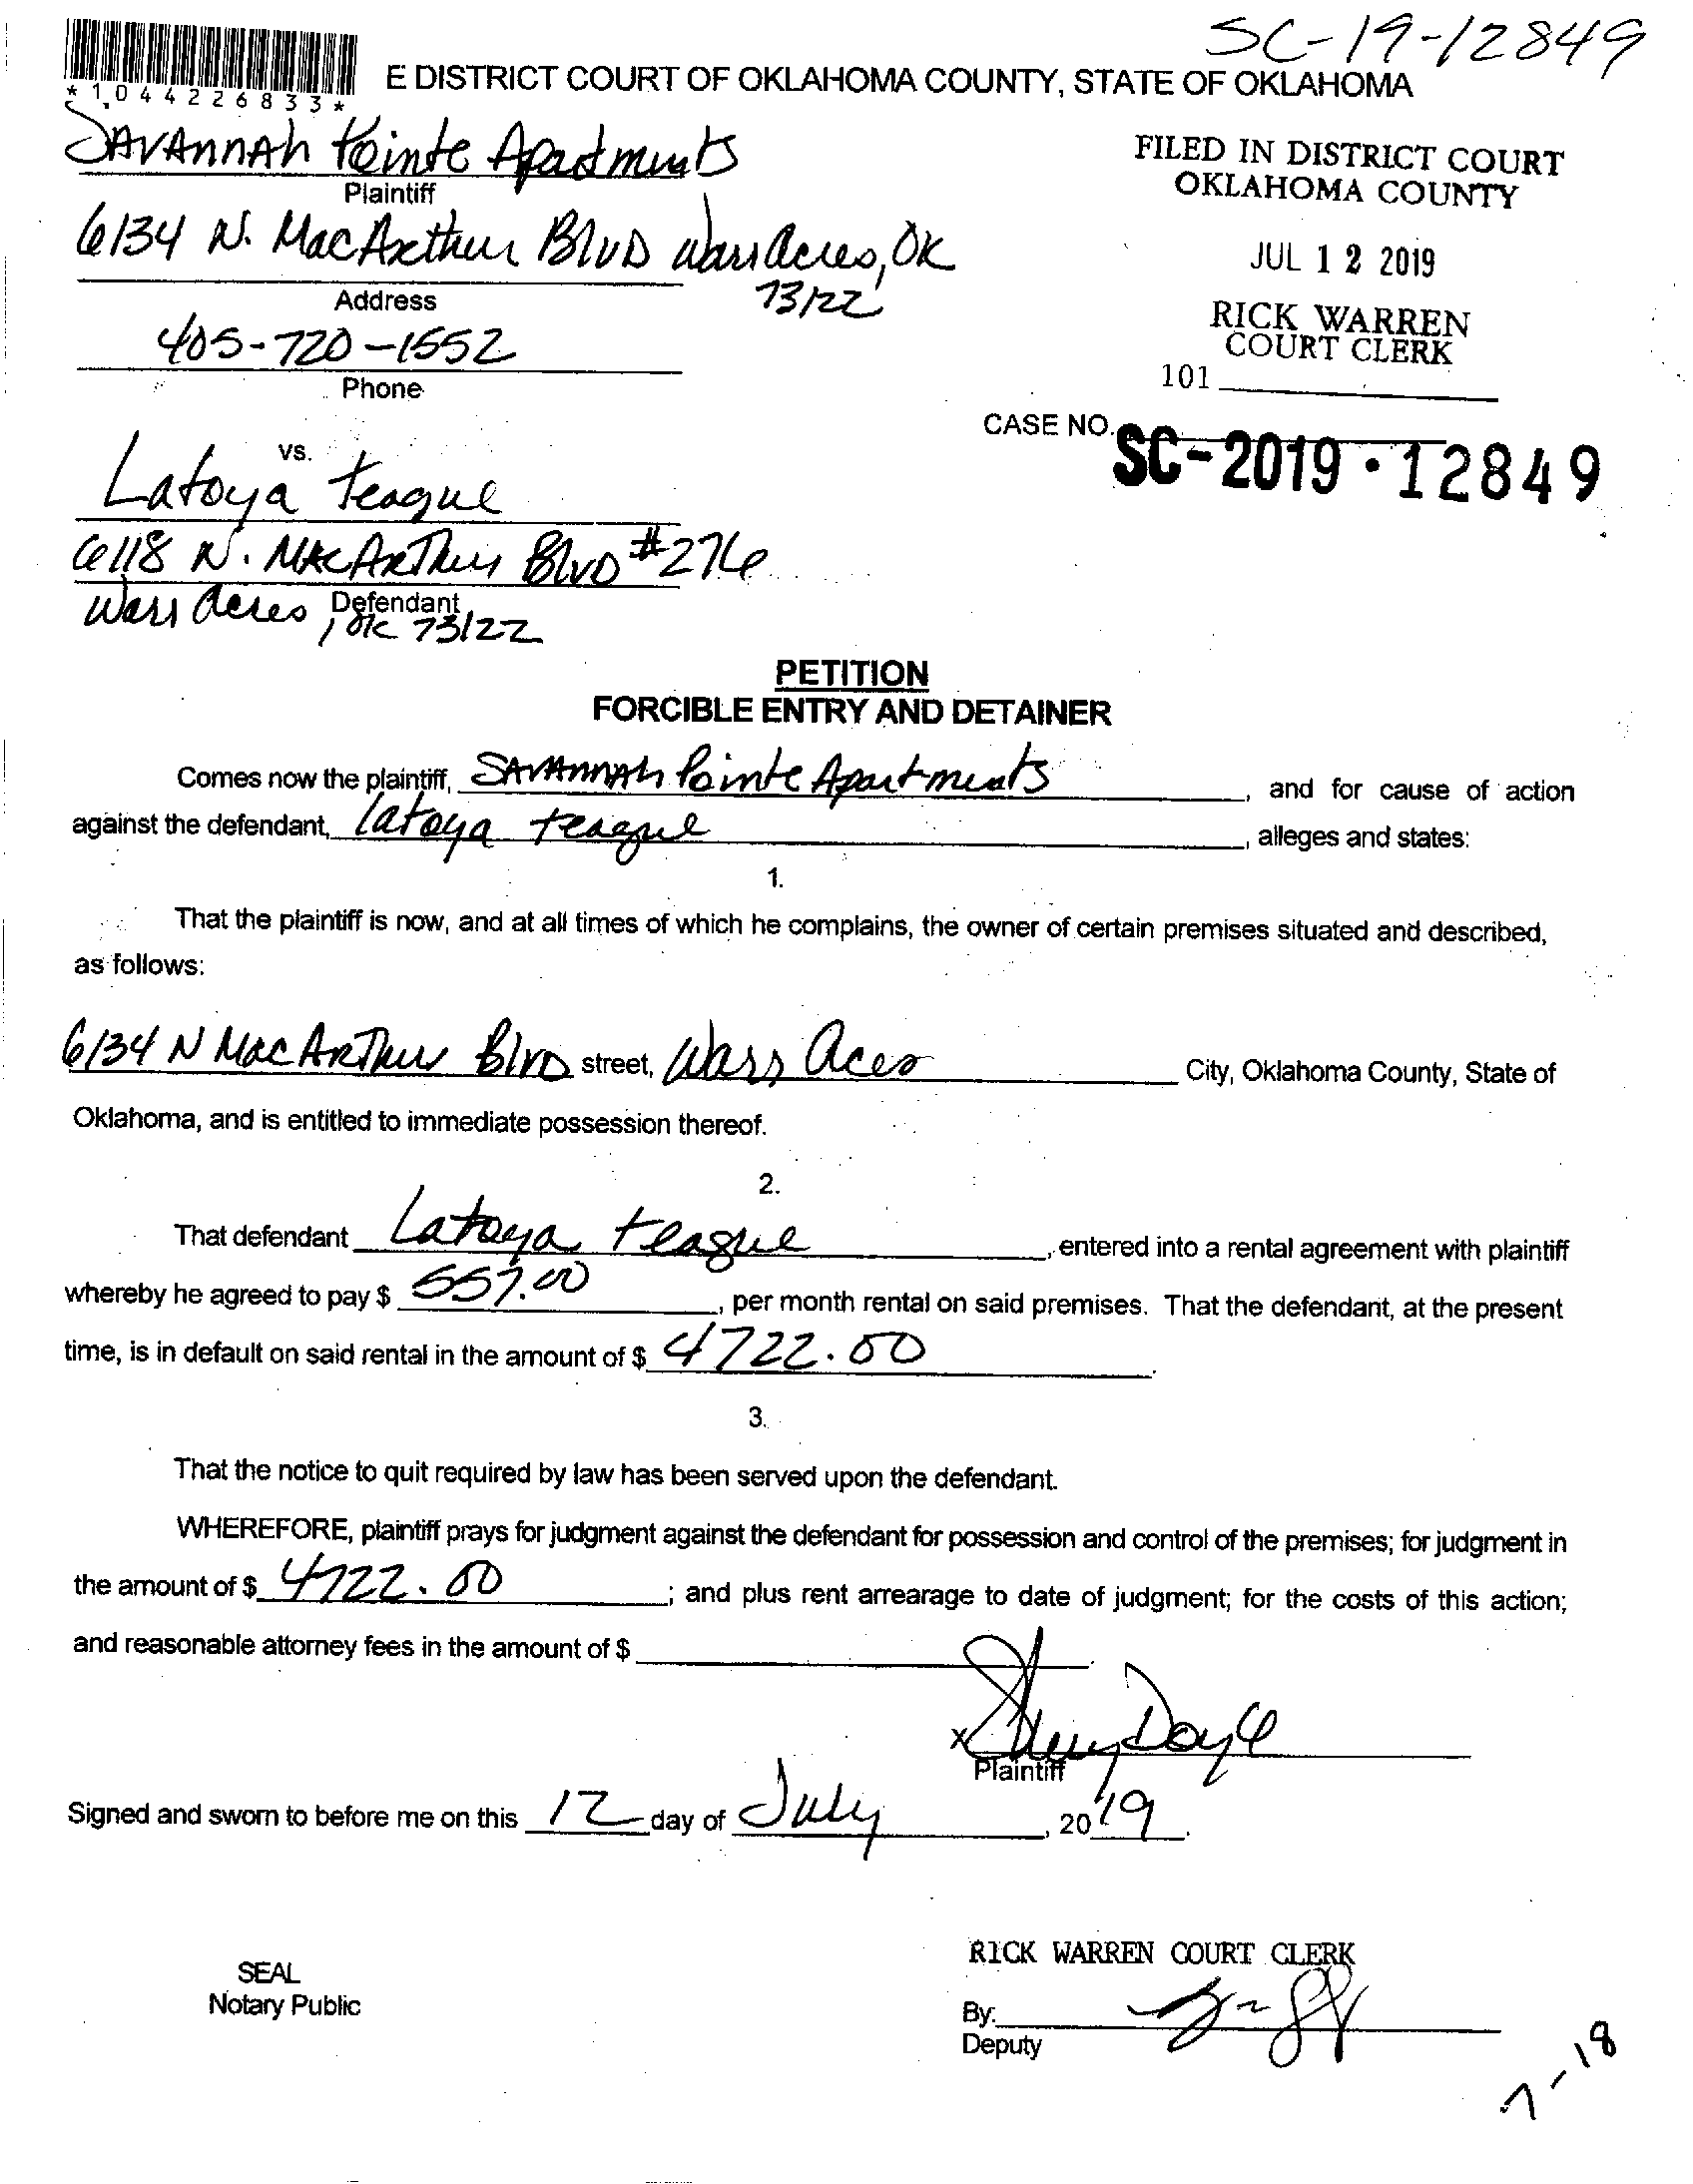 SC-19-12849
* 1044226833 *
E DISTRICT COURT OF OKLAHOMA COUNTY, STATE OF OKLAHOMA
SAVANNAh Pointe Apartments
Plaintiff
FILED IN DISTRICT COURT
OKLAHOMA COUNTY
6134 N. MacArthur BLVD Warr Acres, OK
73122
Address
JUL 12 2019
405-720-1552
Phone
RICK WARREN
COURT CLERK
101
CASE NO.
SC-2019-12849
vs.
Latoya Teague
6118 N. MacArthur Blvd #276
Defendant
Warr Acres, OK 73122
PETITION
FORCIBLE ENTRY AND DETAINER
Comes now the plaintiff, SAVANNAh Pointe Apartments, and for cause of action
against the defendant, Latoya teague, alleges and states:
1.
That the plaintiff is now, and at all times of which he complains, the owner of certain premises situated and described,
as follows:
6134 N MacArthur Blvd street, Warr Acres City, Oklahoma County, State of
Oklahoma, and is entitled to immediate possession thereof.
2.
That defendant Latoya teague, entered into a rental agreement with plaintiff
whereby he agreed to pay $ 557.00, per month rental on said premises. That the defendant, at the present
time, is in default on said rental in the amount of $ 4722.00.
3.
That the notice to quit required by law has been served upon the defendant.
WHEREFORE, plaintiff prays for judgment against the defendant for possession and control of the premises; for judgment in
the amount of $ 4722.00; and plus rent arrearage to date of judgment; for the costs of this action;
and reasonable attorney fees in the amount of $
x Sherry Doyle
Plaintiff
Signed and sworn to before me on this 12 day of July, 2019.
RICK WARREN COURT CLERK
SEAL
Notary Public
By:
Deputy
7-18